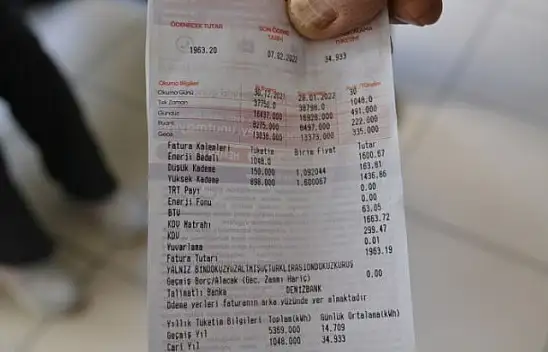 ÖDENECEK TUTAR SON ÖDEME TARİHİ
1963.20 07.02.2022 34.933
Okuma Bilgileri
Okuma Günü 30.12.2021 28.01.2022 30
Tek Zaman 37750.0 38798.0 1048.0
Gündüz 16437.000 16928.000 491.000
Puant 8275.000 8497.000 222.000
Gece 13038.000 13373.000 335.000
Fatura Kalemleri Tüketim Birim Fiyat Tutar
Enerji Bedeli 1048.0 1600.67
Düşük Kademe 150.000 1.092044 163.81
Yüksek Kademe 898.000 1.600067 1436.86
TRT Payı 0.00
Enerji Fonu 0.00
BTV 63.05
KDV Matrahı 1663.72
KDV 299.47
Yuvarlama 0.01
Fatura Tutarı 1963.19
YALNIZ BİNDOKUZYÜZALTMIŞÜÇTÜRKLİRASIONDOKUZKURUŞ
Geçmiş Borç/Alacak (Gec. Zammı Hariç) 0.00
Talimatlı Banka DENİZBANK
Ödeme yerleri faturanın arka yüzünde yer almaktadır
Yıllık Tüketim Bilgileri Toplam(kWh) Günlük Ortalama(kWh)
Geçmiş Yıl 5369.000 14.709
Cari Yıl 1048.000 34.933